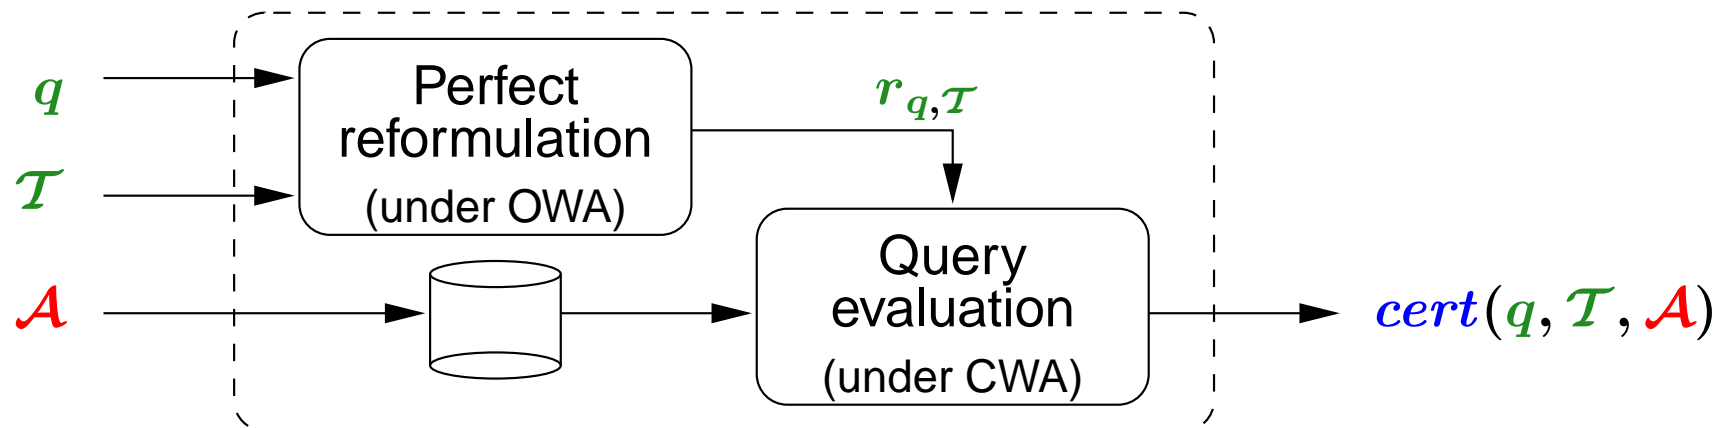 q
𝒯
𝒜
Perfect
reformulation
(under OWA)
r_{q,𝒯}
Query
evaluation
(under CWA)
cert(q, 𝒯, 𝒜)